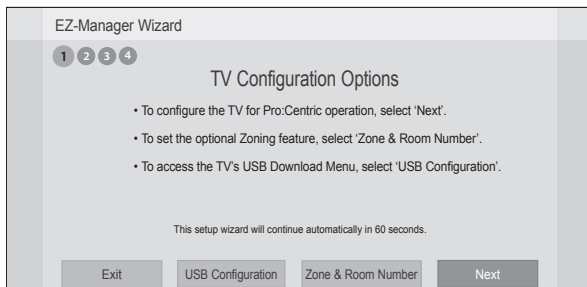 EZ-Manager Wizard
1 2 3 4
TV Configuration Options
• To configure the TV for Pro:Centric operation, select ‘Next’.
• To set the optional Zoning feature, select ‘Zone & Room Number’.
• To access the TV’s USB Download Menu, select ‘USB Configuration’.
This setup wizard will continue automatically in 60 seconds.
Exit USB Configuration Zone & Room Number Next